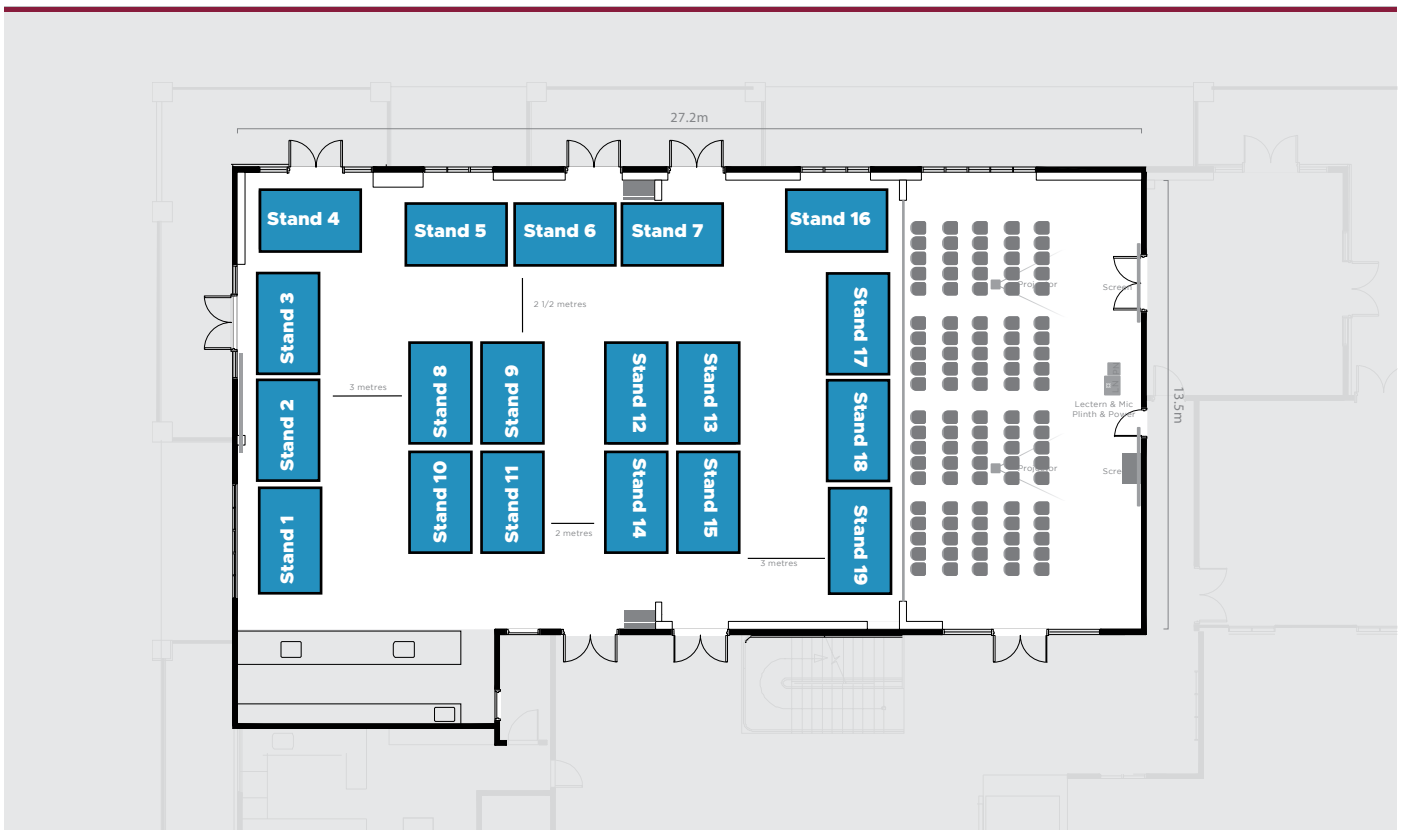 27.2m
Stand 4
Stand 5
Stand 6
Stand 7
Stand 16
Stand 3
2 1/2 metres
Projector
Screen
Stand 17
3 metres
Stand 8
Stand 9
Stand 12
Stand 13
Stand 2
Lectern & Mic
Plinth & Power
13.5m
Stand 18
Stand 10
Stand 11
Stand 14
Stand 15
Projector
Stand 1
2 metres
3 metres
Stand 19